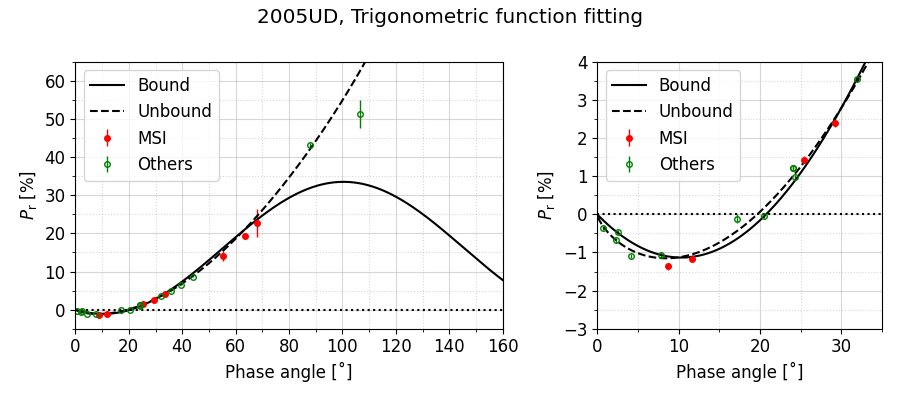 2005UD, Trigonometric function fitting
Bound
Unbound
MSI
Others
60
50
40
30
20
10
0
0 20 40 60 80 100 120 140 160
Phase angle [˚]
Pr [%]
Bound
Unbound
MSI
Others
4
3
2
1
0
−1
−2
−3
0 10 20 30
Phase angle [˚]
Pr [%]